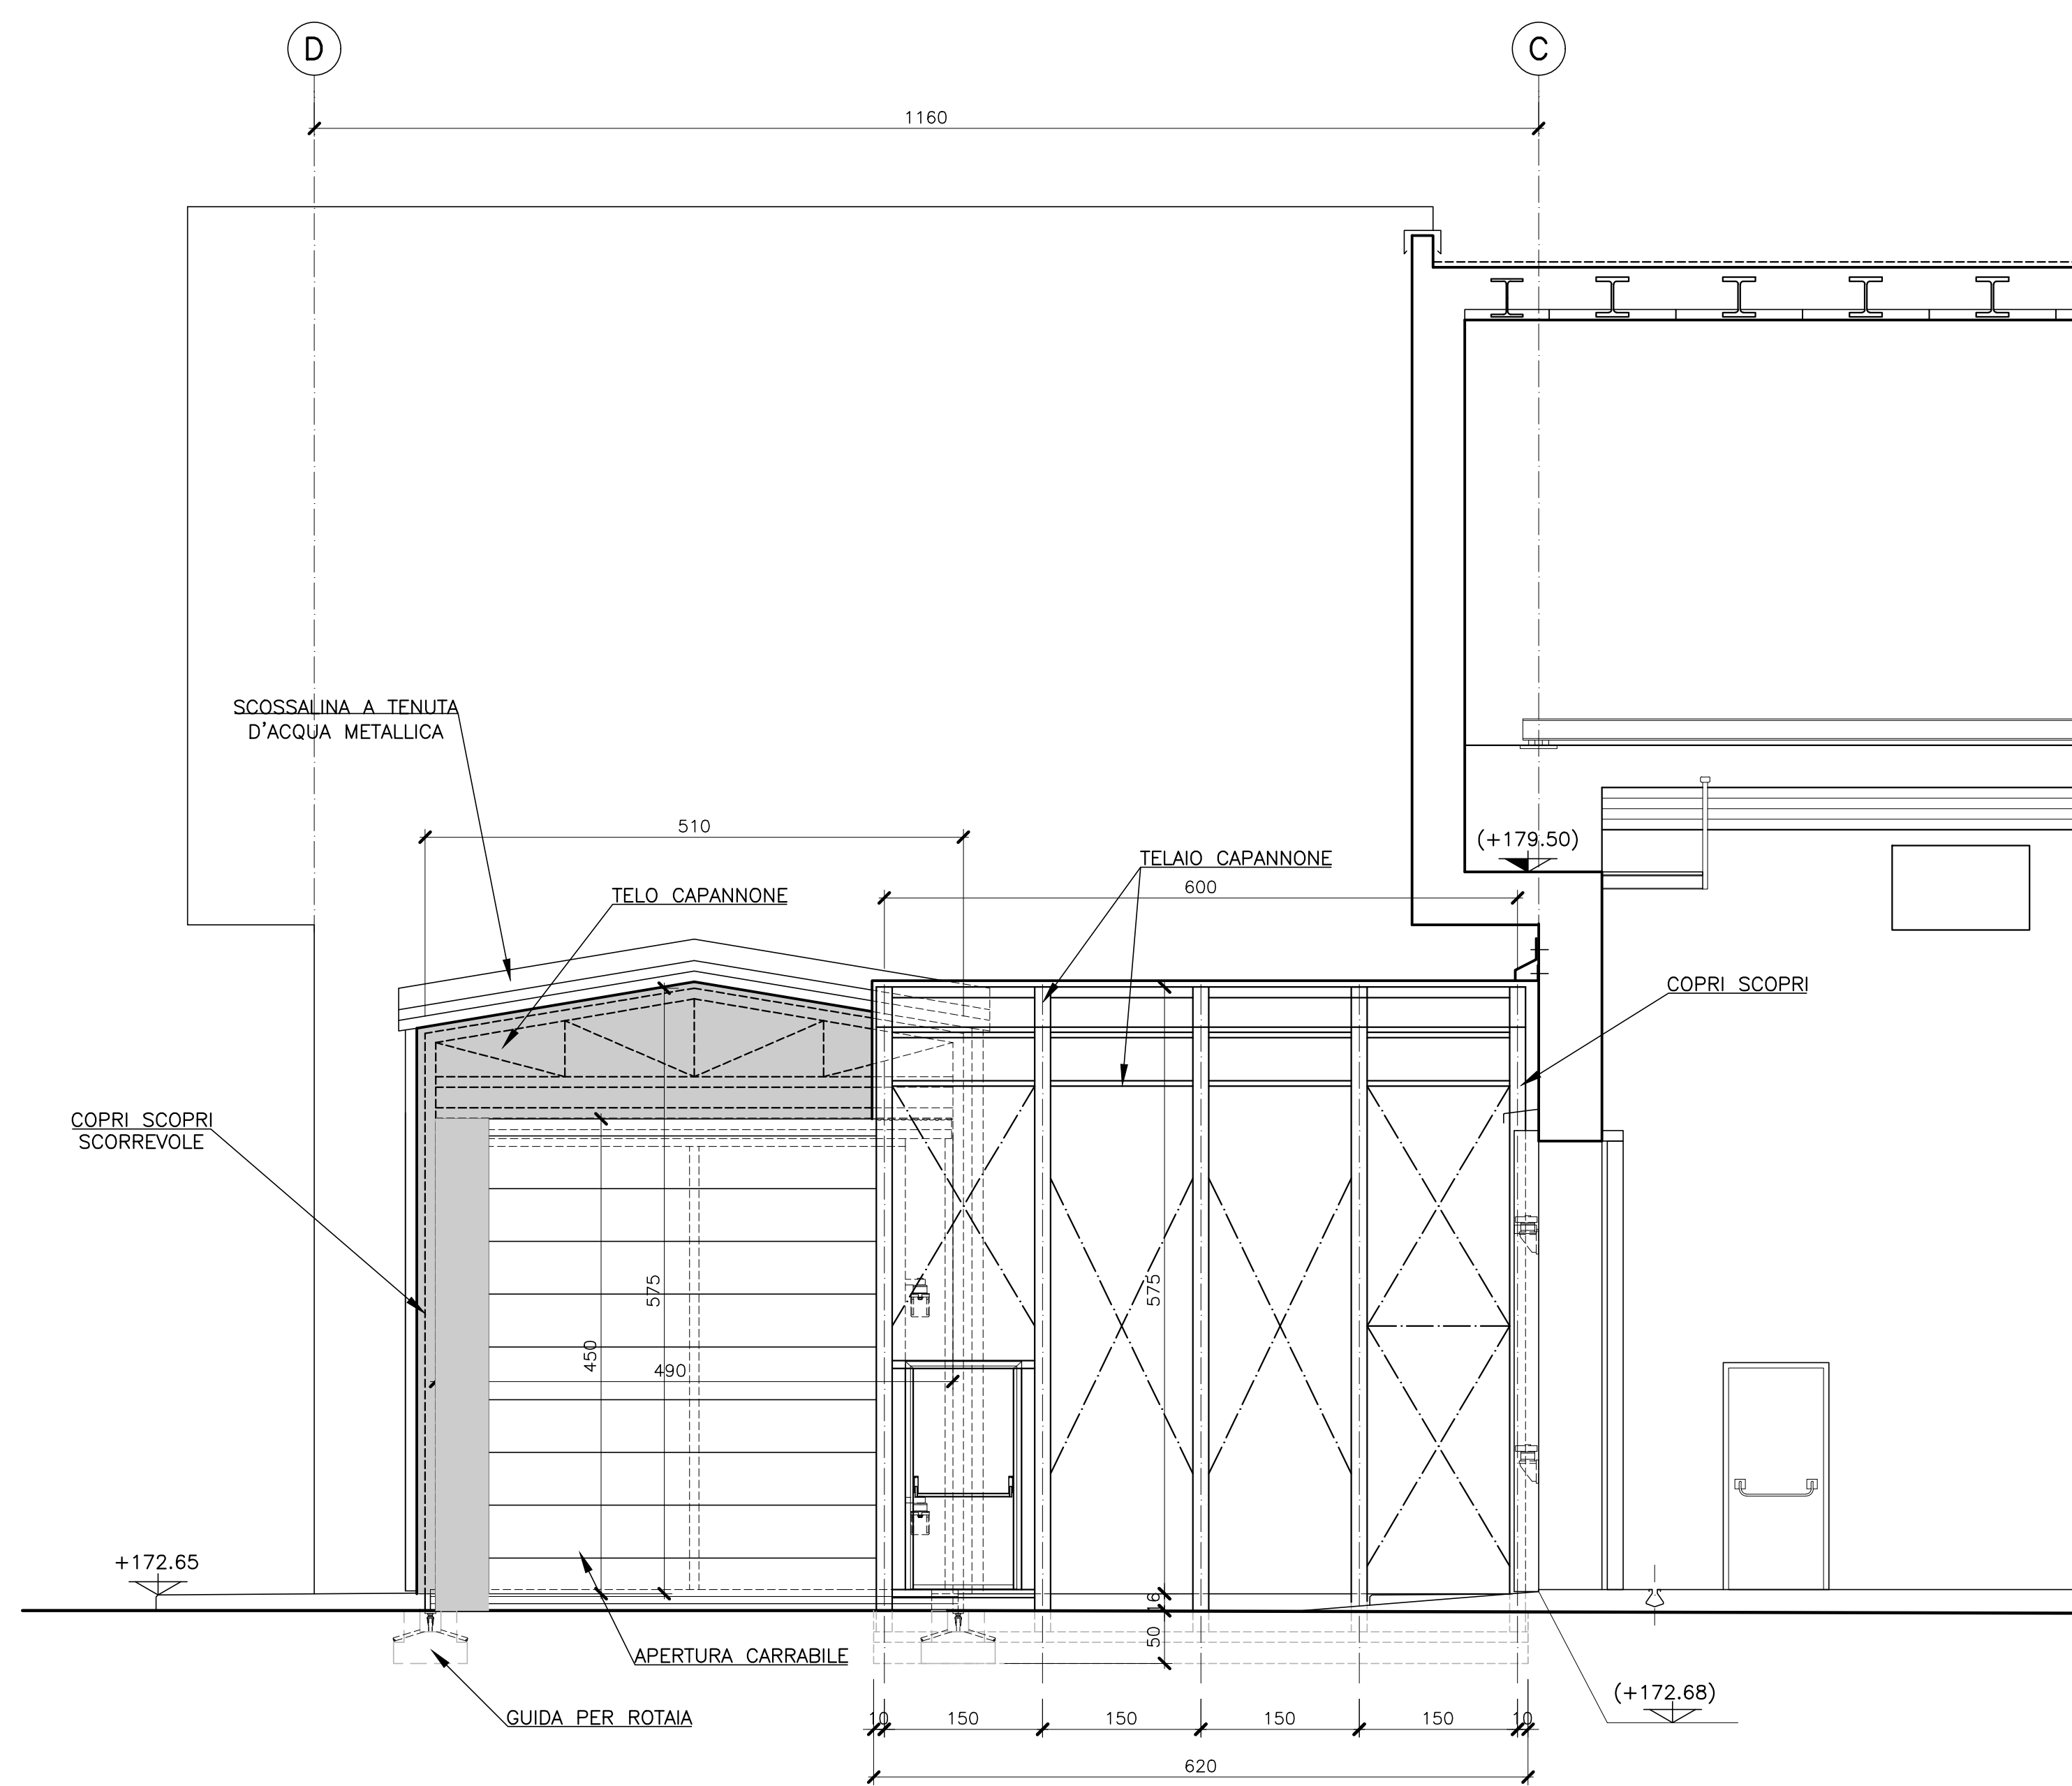 D
C
1160
SCOSSALINA A TENUTA
D'ACQUA METALLICA
510
(+179.50)
TELAIO CAPANNONE
600
TELO CAPANNONE
COPRI SCOPRI
COPRI SCOPRI
SCORREVOLE
575
575
450
490
+172.65
16
50
APERTURA CARRABILE
(+172.68)
GUIDA PER ROTAIA
10
150
150
150
150
10
620